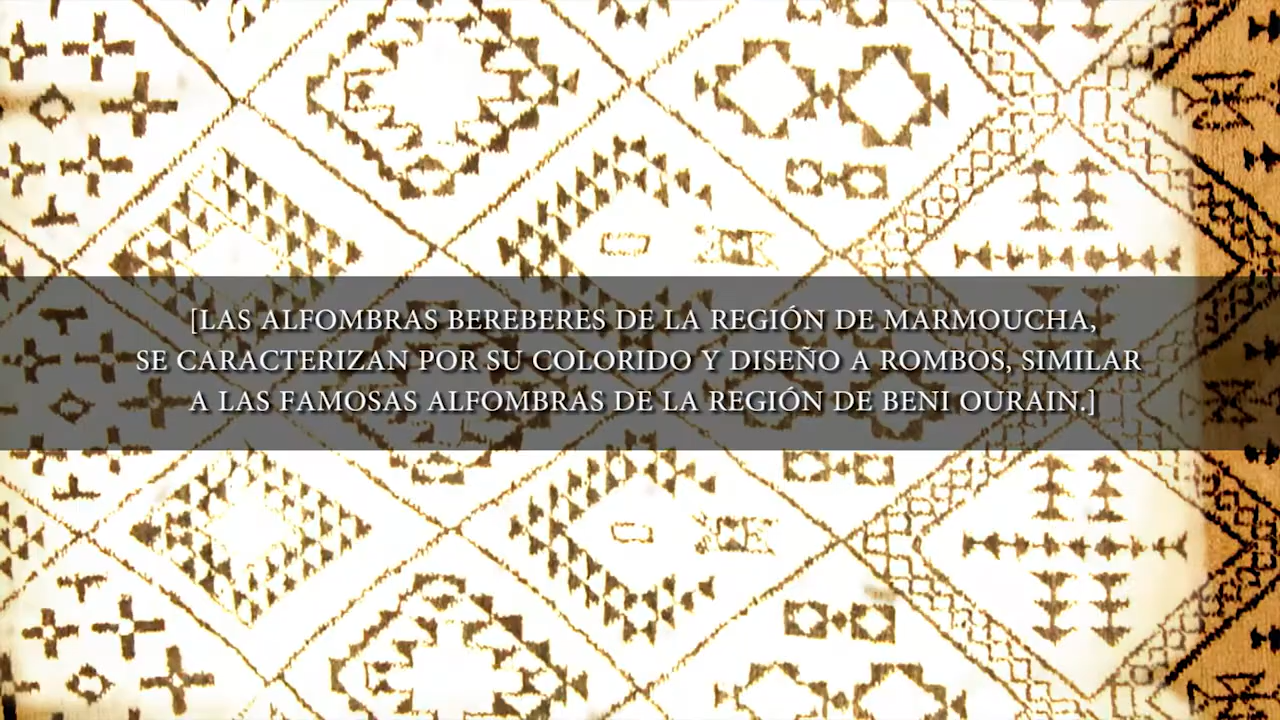 [LAS ALFOMBRAS BEREBERES DE LA REGIÓN DE MARMOUCHA,
SE CARACTERIZAN POR SU COLORIDO Y DISEÑO A ROMBOS, SIMILAR
A LAS FAMOSAS ALFOMBRAS DE LA REGIÓN DE BENI OURAIN.]